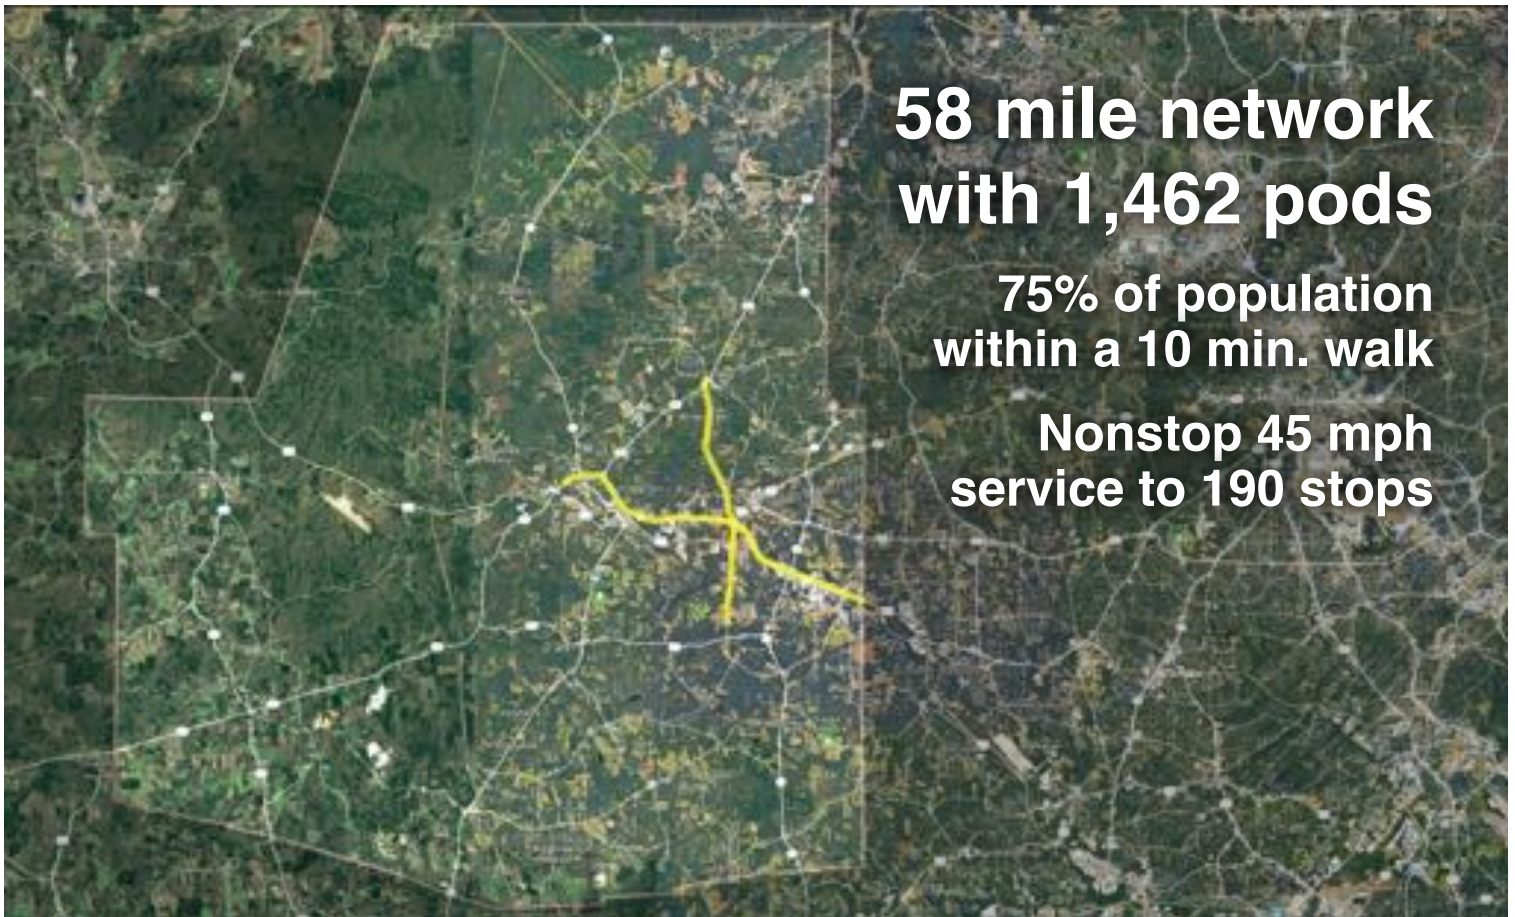 58 mile network
with 1,462 pods
75% of population
within a 10 min. walk
Nonstop 45 mph
service to 190 stops